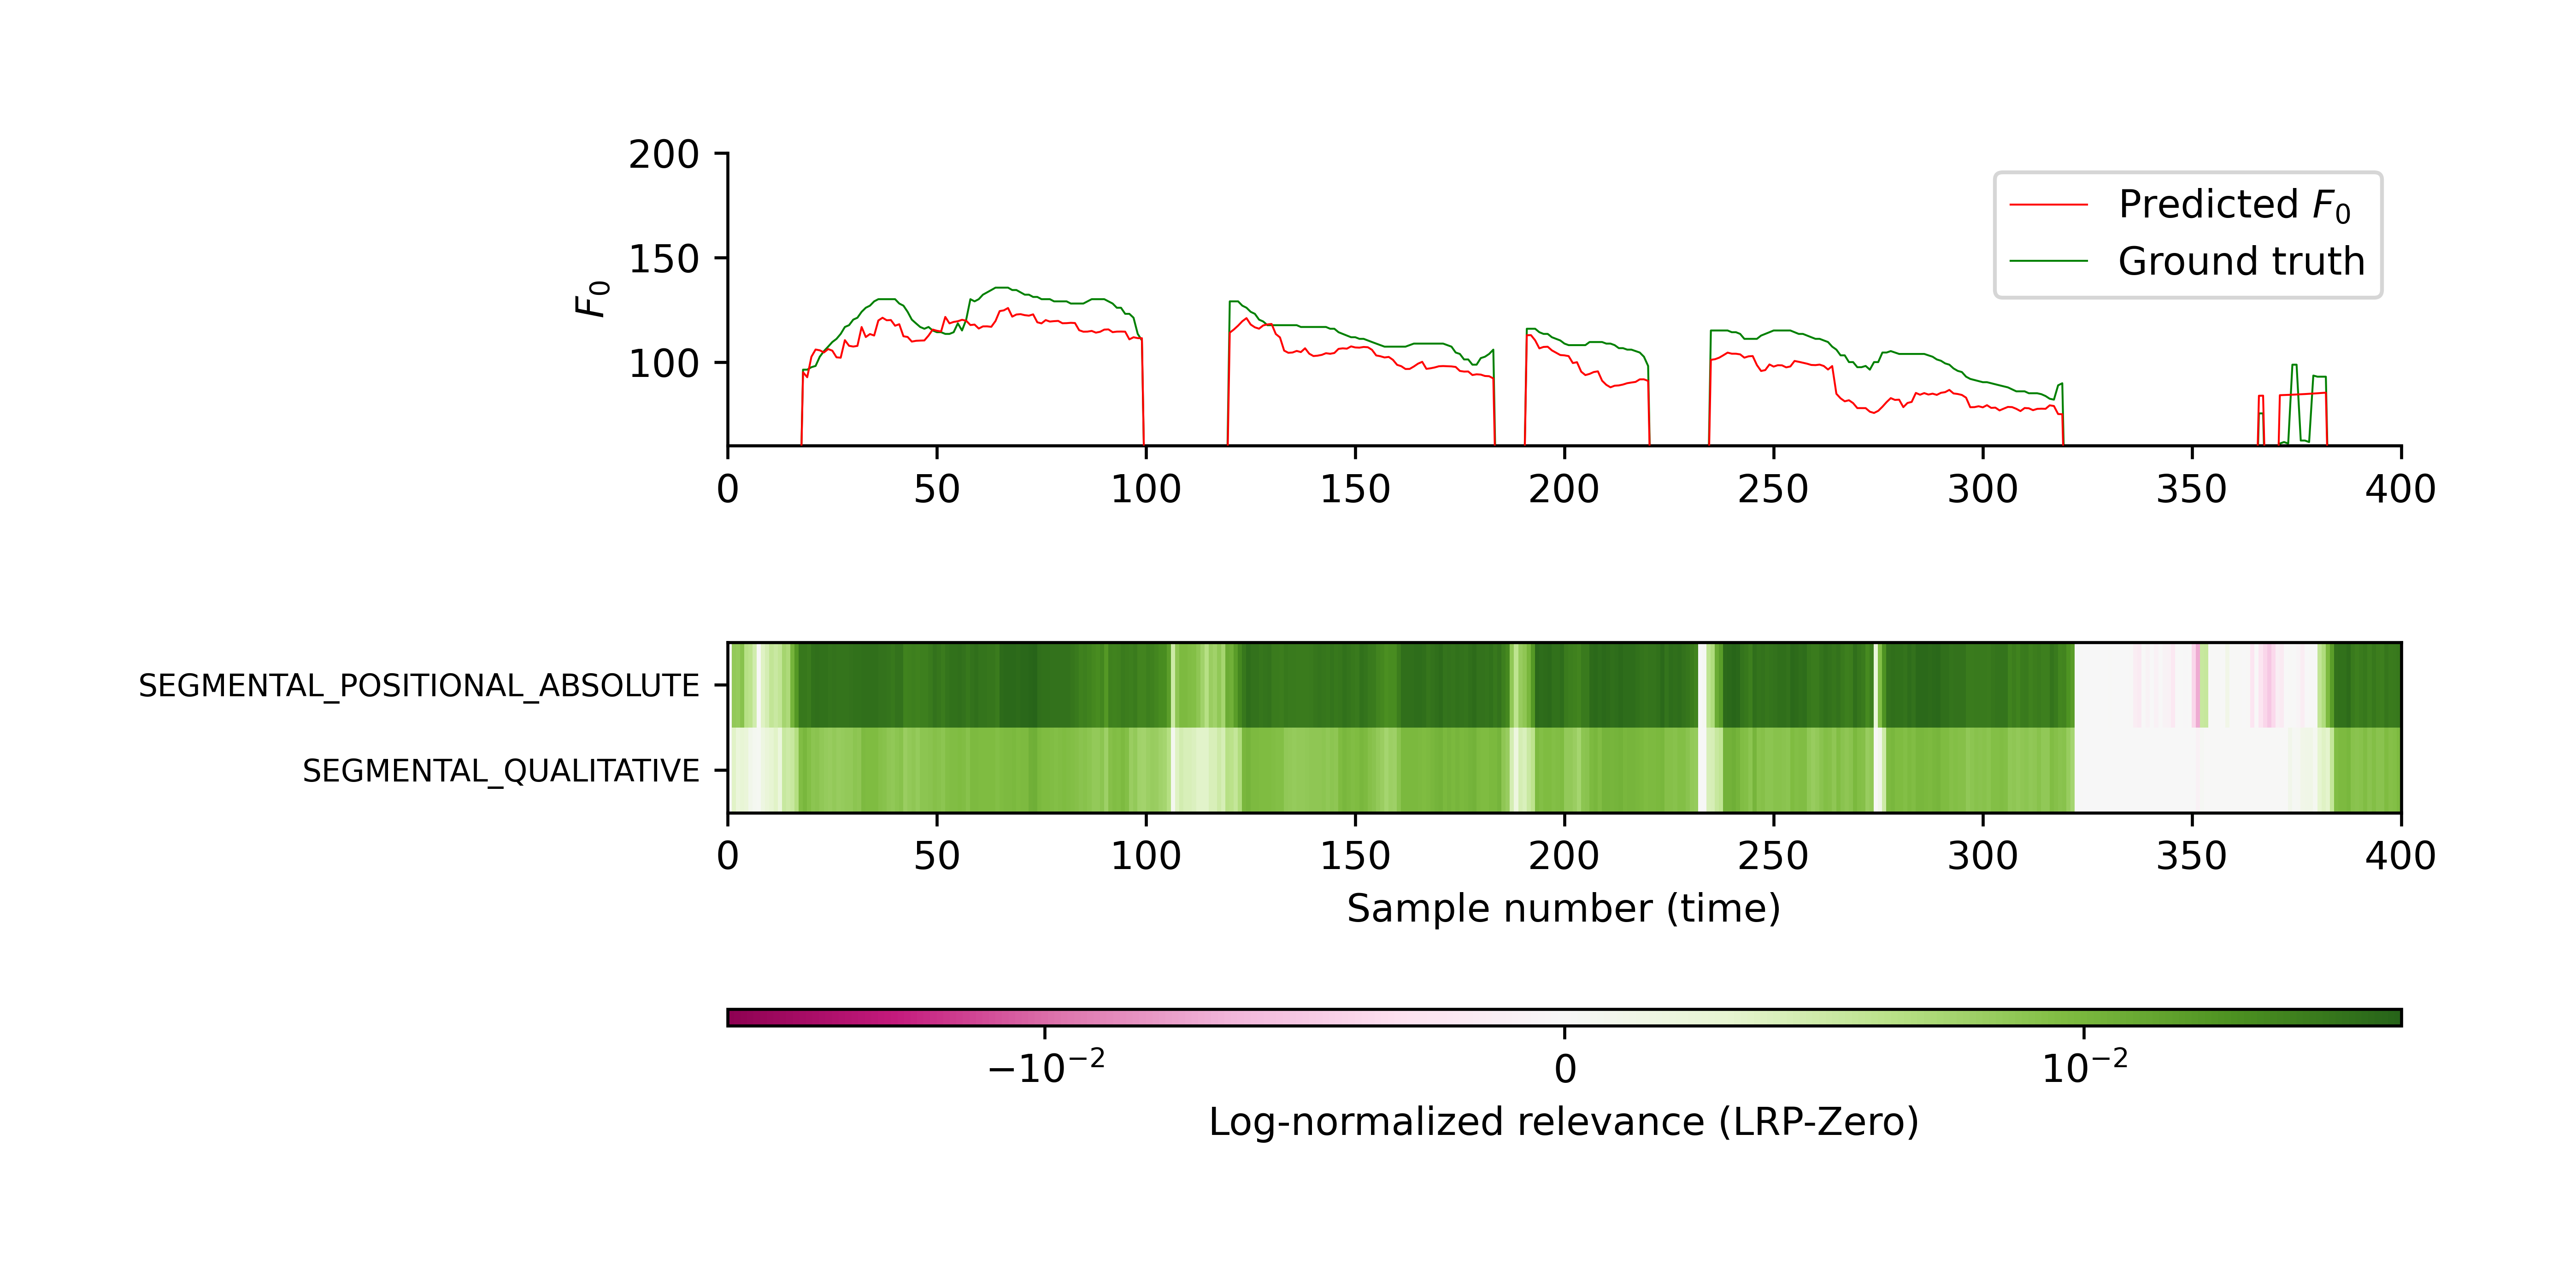 200
150
100
F₀
Predicted F₀
Ground truth
0 50 100 150 200 250 300 350 400
SEGMENTAL_POSITIONAL_ABSOLUTE
SEGMENTAL_QUALITATIVE
0 50 100 150 200 250 300 350 400
Sample number (time)
−10⁻² 0 10⁻²
Log-normalized relevance (LRP-Zero)